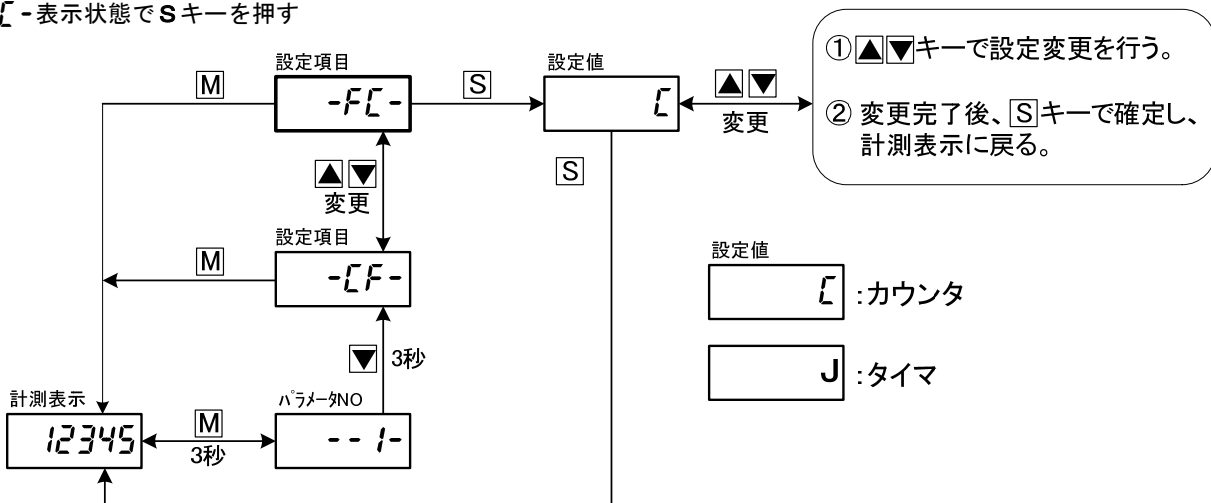 -表示状態でSキーを押す
設定項目
-FC-
M
S
設定値
C
▲▼
変更
①▲▼キーで設定変更を行う。
② 変更完了後、Sキーで確定し、
計測表示に戻る。
S
▲▼
変更
設定項目
-CF-
M
▼ 3秒
設定値
C :カウンタ
J :タイマ
計測表示
12345
M
3秒
パラメータNO
--1-